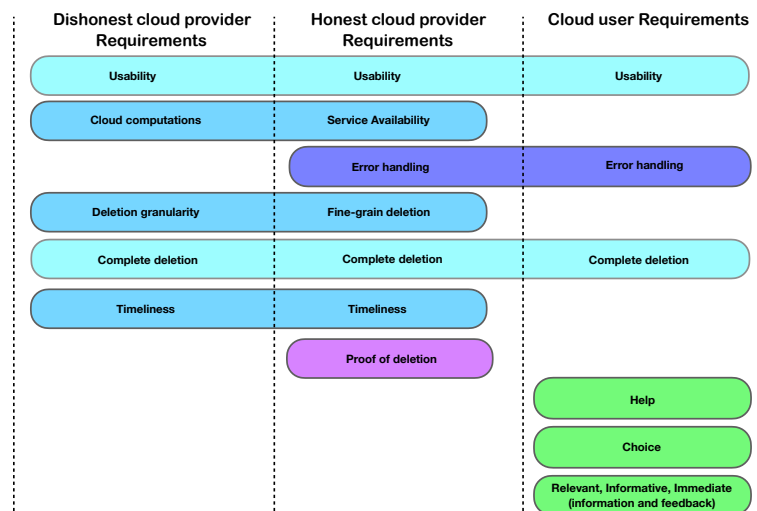 Dishonest cloud provider
Requirements
Honest cloud provider
Requirements
Cloud user Requirements
Usability
Usability
Usability
Cloud computations
Service Availability
Error handling
Error handling
Deletion granularity
Fine-grain deletion
Complete deletion
Complete deletion
Complete deletion
Timeliness
Timeliness
Proof of deletion
Help
Choice
Relevant, Informative, Immediate
(information and feedback)